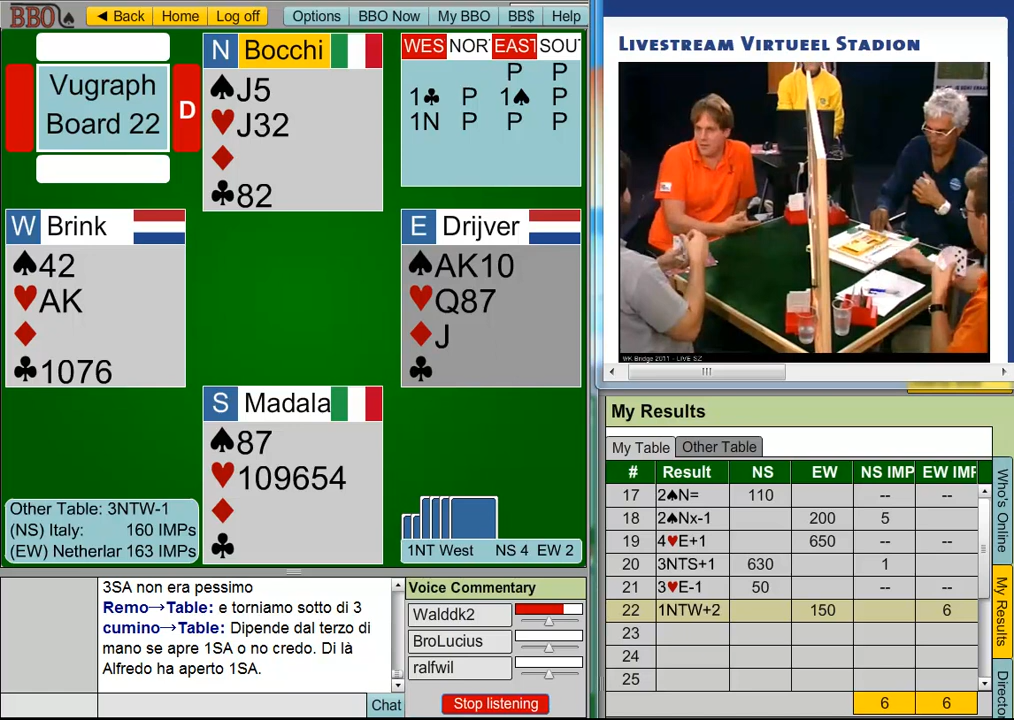 BBO
◄ Back
Home
Log off
Options
BBO Now
My BBO
BB$
Help
Vugraph
Board 22
D
N Bocchi
♠J5
♥J32
♦
♣82
WES NOR EAST SOU
P P
1♣ P 1♠ P
1N P P P
W Brink
♠42
♥AK
♦
♣1076
E Drijver
♠AK10
♥Q87
♦J
♣
S Madala
♠87
♥109654
♦
♣
Other Table: 3NTW-1
(NS) Italy: 160 IMPs
(EW) Netherlar 163 IMPs
1NT West NS 4 EW 2
3SA non era pessimo
Remo→Table: e torniamo sotto di 3
cumino→Table: Dipende dal terzo di
mano se apre 1SA o no credo. Di là
Alfredo ha aperto 1SA.
Chat
Voice Commentary
Walddk2
BroLucius
ralfwil
Stop listening
Livestream Virtueel Stadion
WK Bridge 2011 - LIVE SZ
My Results
My Table
Other Table
# Result NS EW NS IMP EW IMF
17 2♠N= 110 -- --
18 2♠Nx-1 200 5
19 4♥E+1 650 -- --
20 3NTS+1 630 1
21 3♥E-1 50 -- --
22 1NTW+2 150 6
23
24
25
6 6
Who's Online
My Results
Director